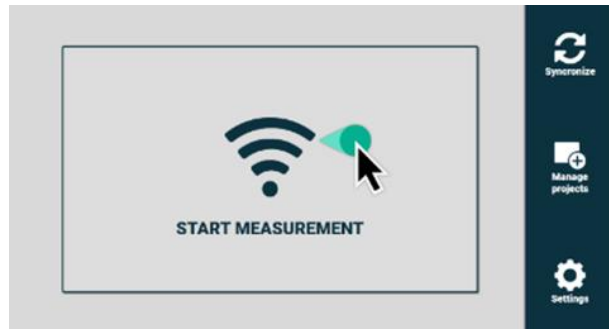 START MEASUREMENT
Syncronize
Manage
projects
Settings